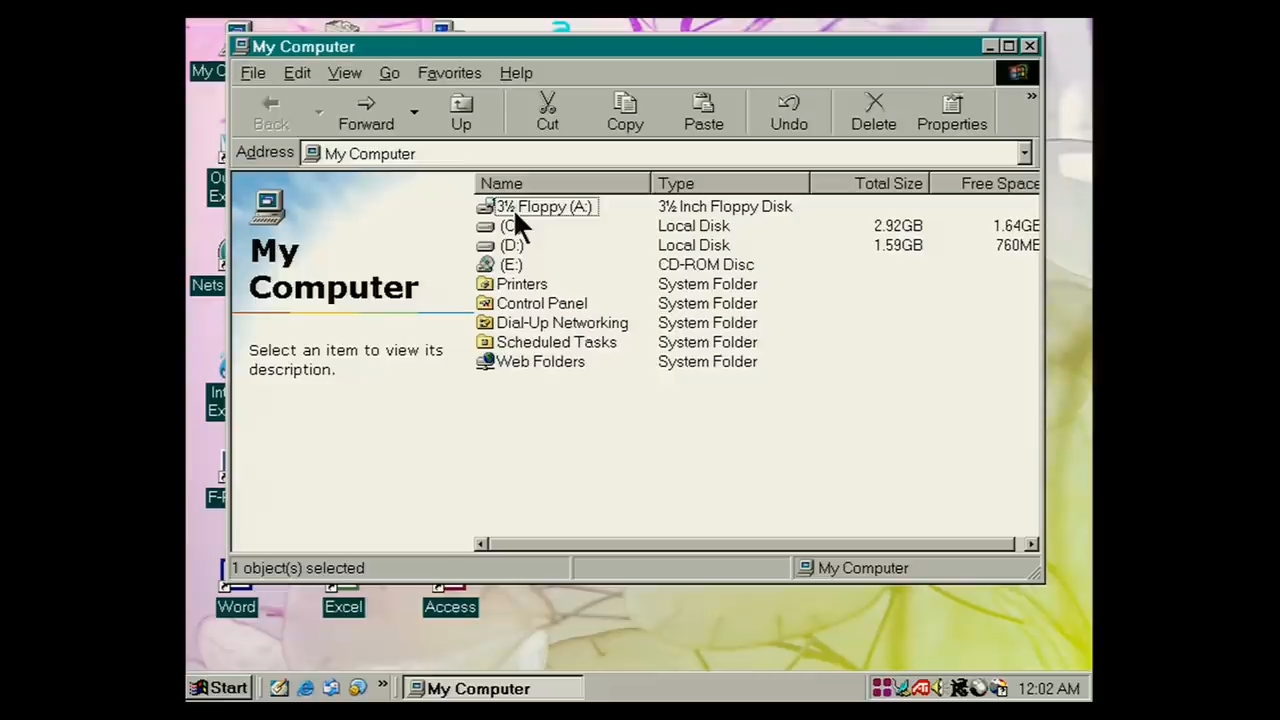 My Computer
File Edit View Go Favorites Help
Back Forward Up Cut Copy Paste Undo Delete Properties »
Address My Computer
My Computer
Select an item to view its description.
Name Type Total Size Free Space
3½ Floppy (A:) 3½ Inch Floppy Disk
Local Disk 2.92GB
(D:) Local Disk 1.59GB
(E:) CD-ROM Disc
Printers System Folder
Control Panel System Folder
Dial-Up Networking System Folder
Scheduled Tasks System Folder
Web Folders System Folder
1 object(s) selected My Computer
Word Excel Access
Start » My Computer 12:02 AM